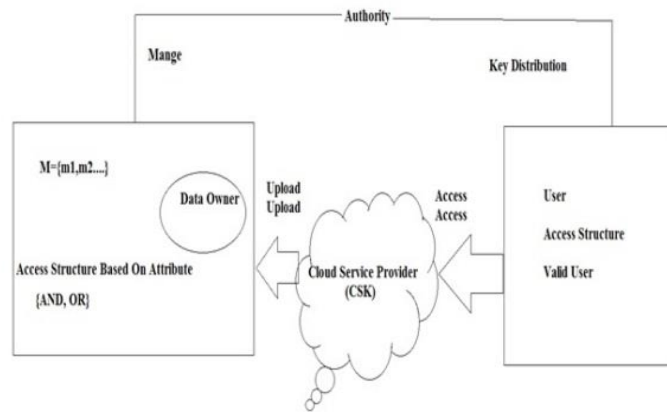 Authority
Mange
Key Distribution
M={m1,m2....}
Data Owner
Upload
Upload
Access
Access
User
Access Structure
Valid User
Access Structure Based On Attribute
{AND, OR}
Cloud Service Provider
(CSK)